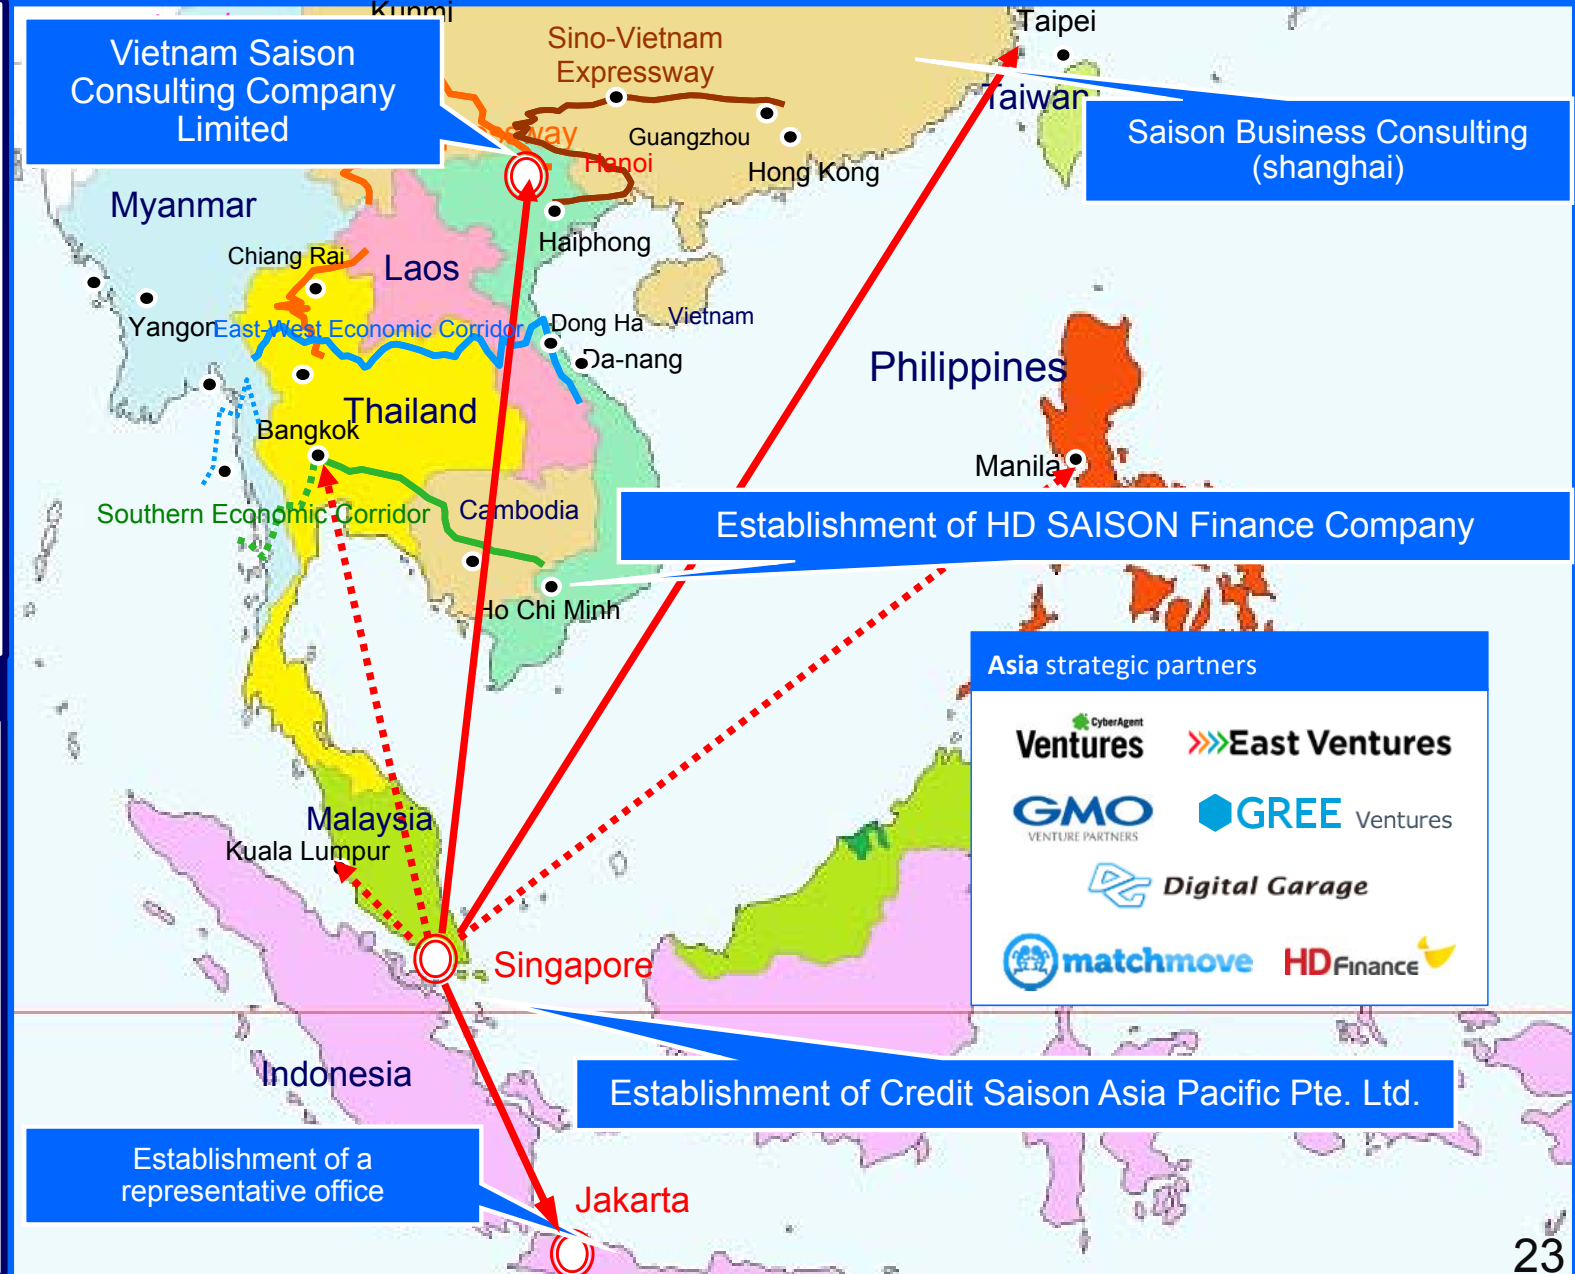 Kunmi
Taipei
Vietnam Saison
Consulting Company
Limited
Sino-Vietnam
Expressway
Taiwan
Saison Business Consulting
(shanghai)
Guangzhou
Hanoi
Hong Kong
Myanmar
Haiphong
Chiang Rai
Laos
Yangon
East-West Economic Corridor
Dong Ha
Vietnam
Da-nang
Philippines
Thailand
Bangkok
Manila
Southern Economic Corridor
Cambodia
Establishment of HD SAISON Finance Company
Ho Chi Minh
Asia strategic partners
CyberAgent
Ventures
East Ventures
GMO
VENTURE PARTNERS
GREE Ventures
Digital Garage
matchmove
HD FINANCE
Malaysia
Kuala Lumpur
Singapore
Indonesia
Establishment of Credit Saison Asia Pacific Pte. Ltd.
Establishment of a
representative office
Jakarta
23